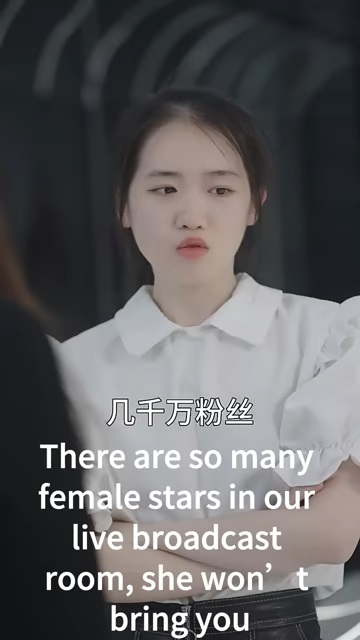 几千万粉丝
There are so many
female stars in our
live broadcast
room, she won’t
bring you